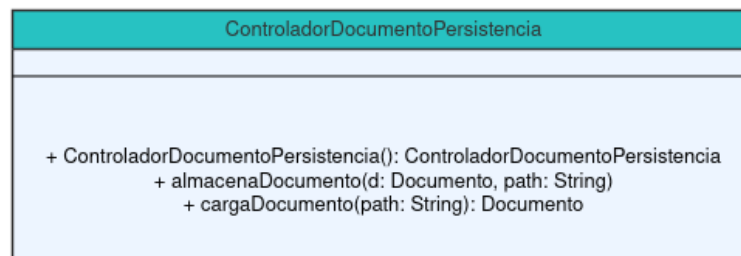 ControladorDocumentoPersistencia
+ ControladorDocumentoPersistencia(): ControladorDocumentoPersistencia
+ almacenaDocumento(d: Documento, path: String)
+ cargaDocumento(path: String): Documento